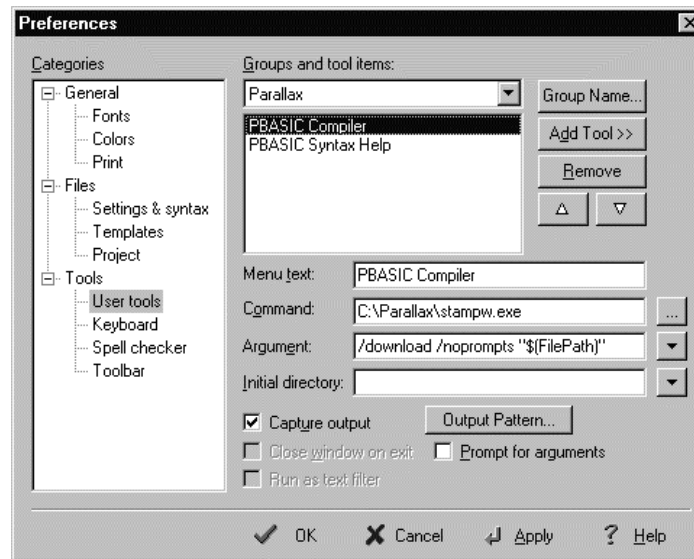 Preferences
Categories
General
Fonts
Colors
Print
Files
Settings & syntax
Templates
Project
Tools
User tools
Keyboard
Spell checker
Toolbar
Groups and tool items:
Parallax
PBASIC Compiler
PBASIC Syntax Help
Group Name...
Add Tool >>
Remove
Menu text: PBASIC Compiler
Command: C:\Parallax\stampw.exe ...
Argument: /download /noprompts "$(FilePath)"
Initial directory:
Capture output Output Pattern...
Close window on exit Prompt for arguments
Run as text filter
OK Cancel Apply ? Help